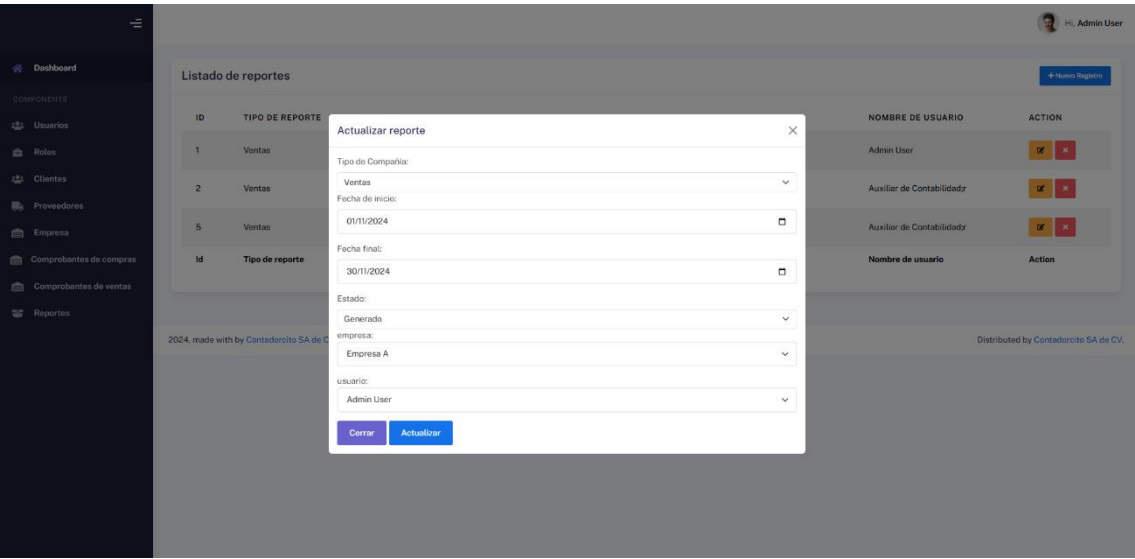 Hi, Admin User
Dashboard
COMPONENTS
Usuarios
Roles
Clientes
Proveedores
Empresa
Comprobantes de compras
Comprobantes de ventas
Reportes
Listado de reportes
+ Nuevo Registro
ID TIPO DE REPORTE NOMBRE DE USUARIO ACTION
1 Ventas Admin User
2 Ventas Auxiliar de Contabilidad;r
5 Ventas Auxiliar de Contabilidad;r
Id Tipo de reporte Nombre de usuario Action
Actualizar reporte
Tipo de Compañia:
Ventas
Fecha de inicio:
01/11/2024
Fecha final:
30/11/2024
Estado:
Generado
empresa:
Empresa A
usuario:
Admin User
Cerrar Actualizar
2024, made with by Contadorcito SA de C
Distributed by Contadorcito SA de CV.